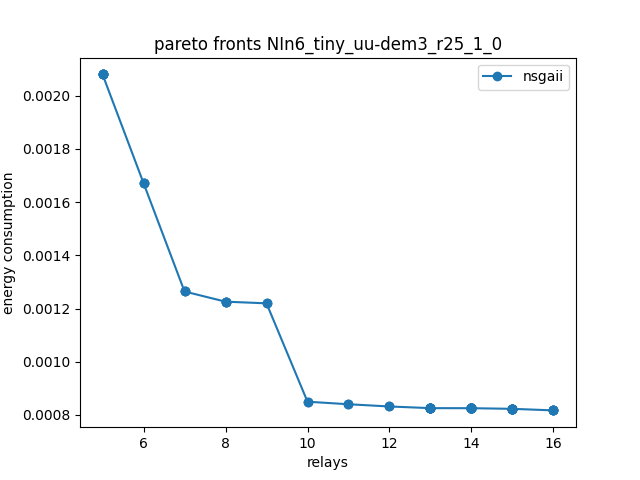 pareto fronts NIn6_tiny_uu-dem3_r25_1_0
nsgaii
energy consumption
0.0020
0.0018
0.0016
0.0014
0.0012
0.0010
0.0008
6 8 10 12 14 16
relays